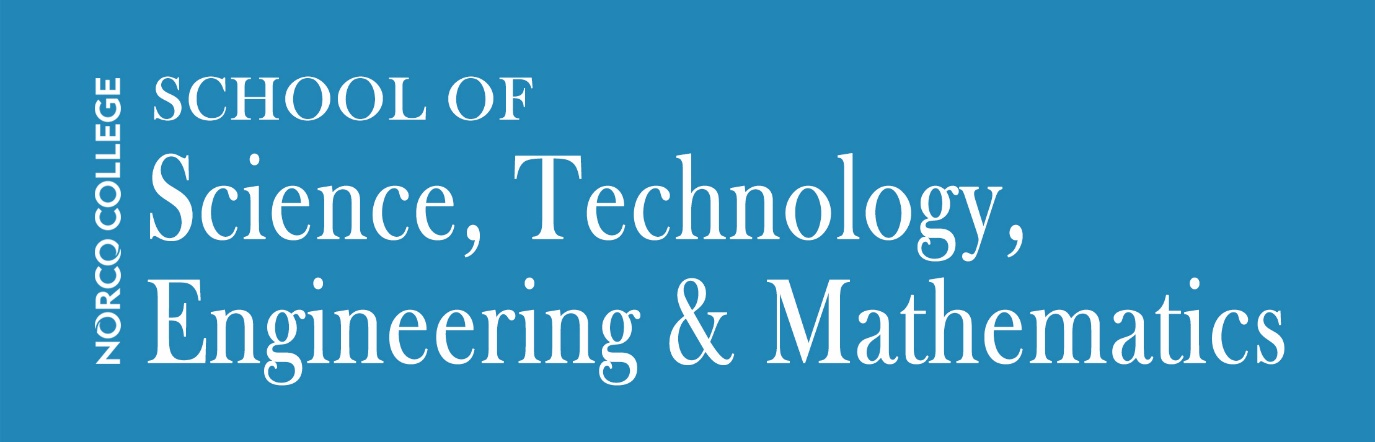 NORCO COLLEGE
SCHOOL OF
Science, Technology,
Engineering & Mathematics